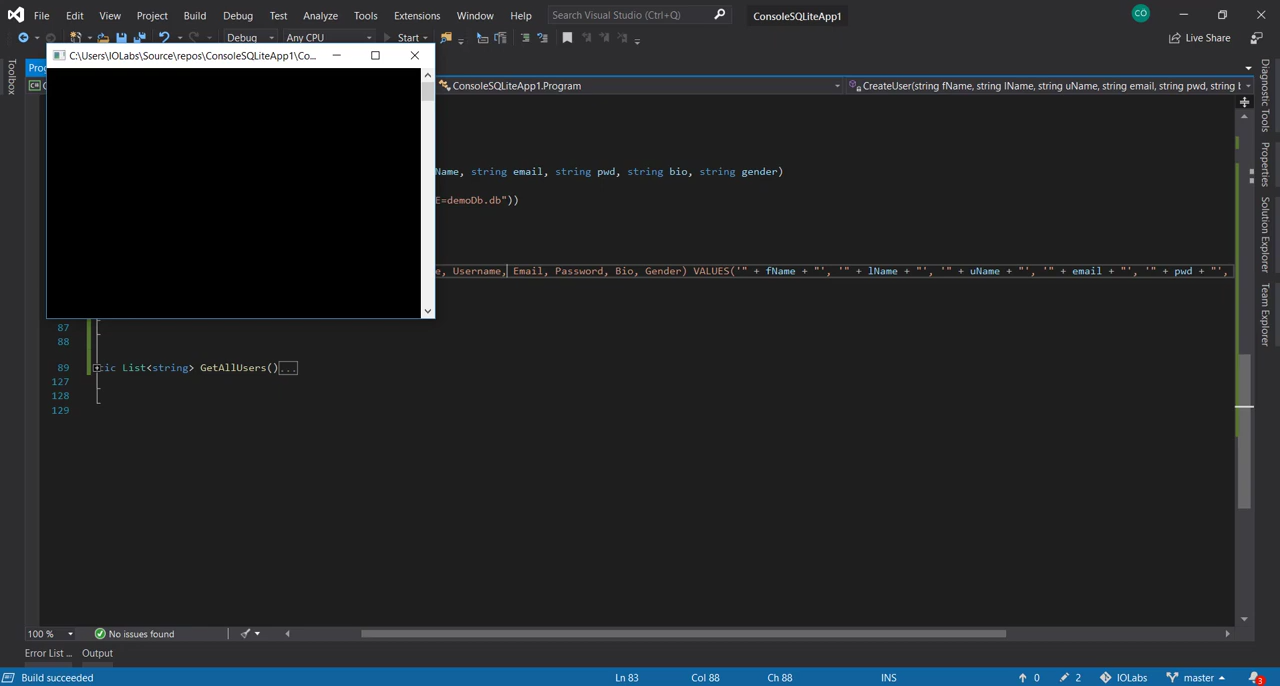 File Edit View Project Build Debug Test Analyze Tools Extensions Window Help Search Visual Studio (Ctrl+Q) ConsoleSQLiteApp1 CO
Debug Any CPU Start Live Share
C:\Users\IOLabs\Source\repos\ConsoleSQLiteApp1\Co...
Toolbox
ConsoleSQLiteApp1.Program CreateUser(string fName, string lName, string uName, string email, string pwd, string b
Name, string email, string pwd, string bio, string gender)
E=demoDb.db"))
e, Username, Email, Password, Bio, Gender) VALUES('" + fName + "', '" + lName + "', '" + uName + "', '" + email + "', '" + pwd + "',
87
88
89 tic List<string> GetAllUsers()...
127
128
129
Diagnostic Tools
Properties
Solution Explorer
Team Explorer
100 % No issues found
Error List ... Output
Build succeeded Ln 83 Col 88 Ch 88 INS 0 2 IOLabs master 3